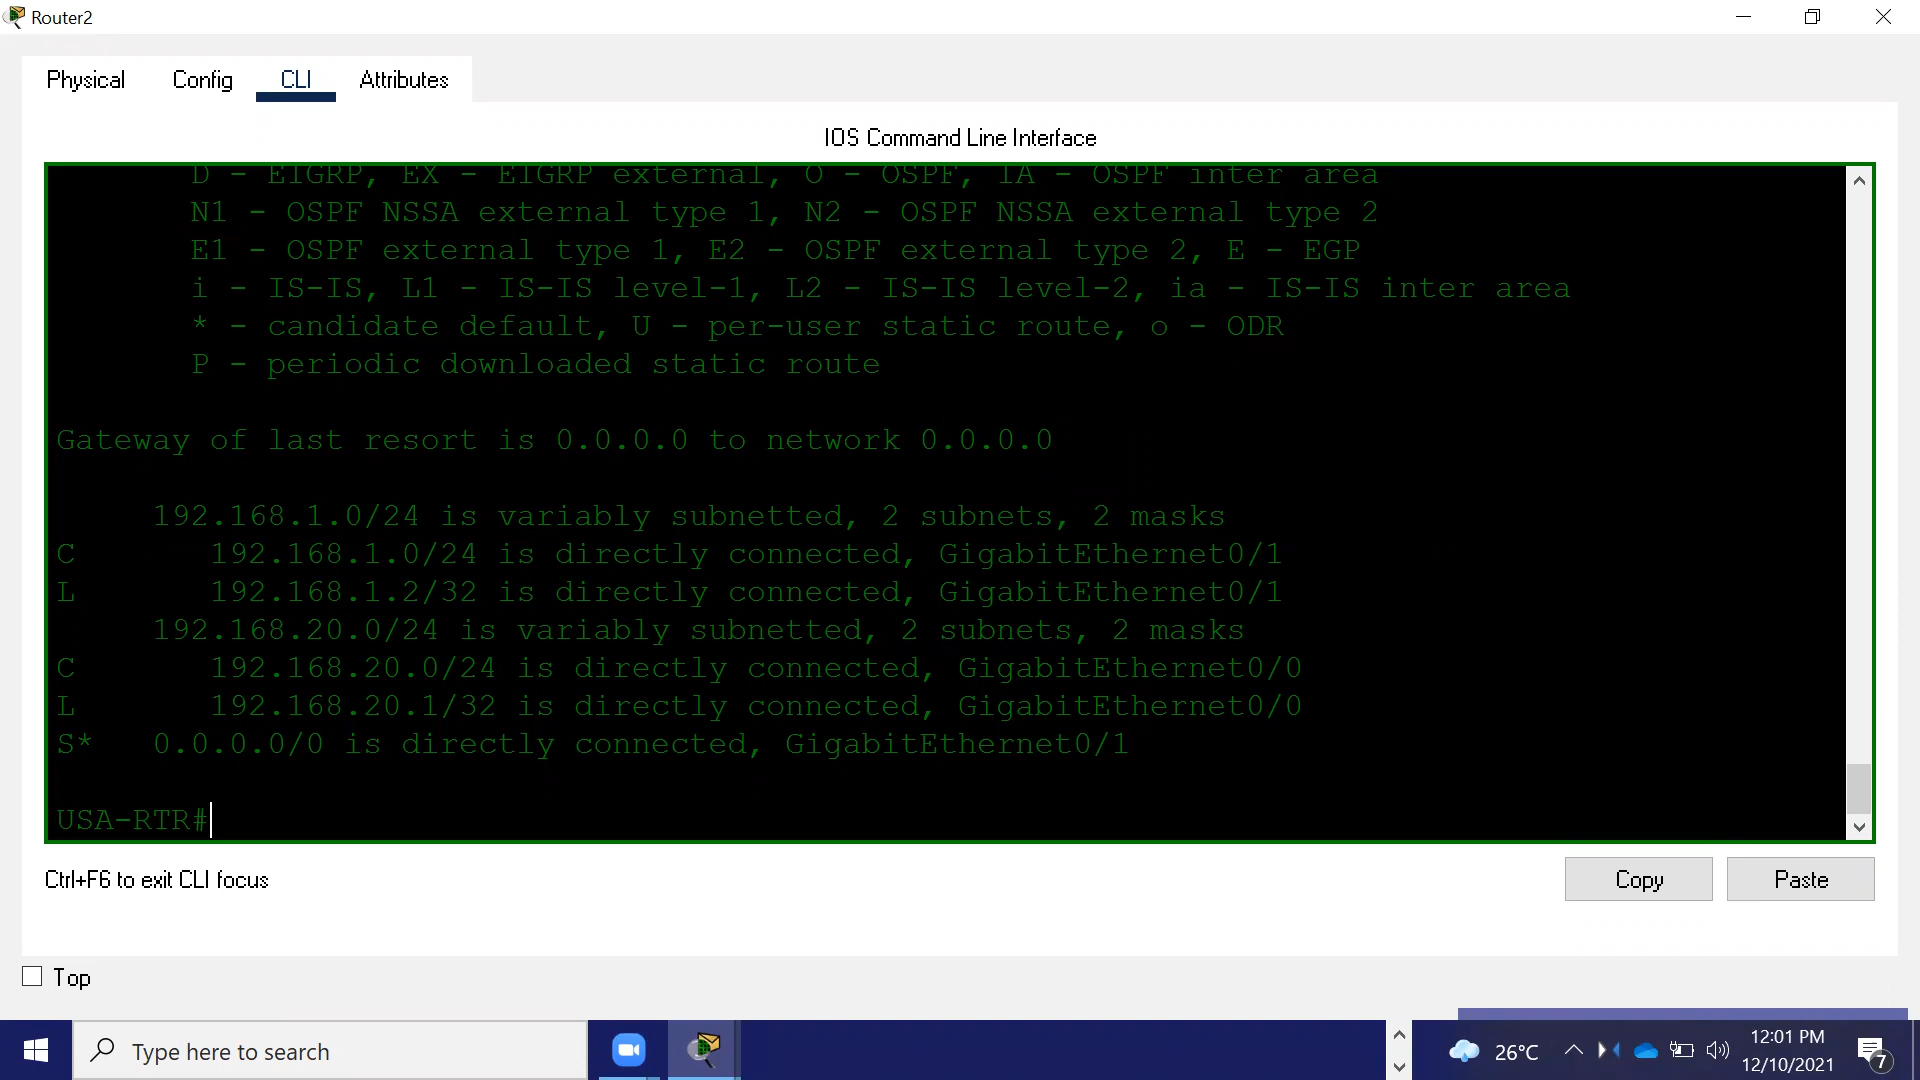 Router2
Physical Config CLI Attributes
IOS Command Line Interface
D - EIGRP, EX - EIGRP external, O - OSPF, IA - OSPF inter area
N1 - OSPF NSSA external type 1, N2 - OSPF NSSA external type 2
E1 - OSPF external type 1, E2 - OSPF external type 2, E - EGP
i - IS-IS, L1 - IS-IS level-1, L2 - IS-IS level-2, ia - IS-IS inter area
* - candidate default, U - per-user static route, o - ODR
P - periodic downloaded static route
Gateway of last resort is 0.0.0.0 to network 0.0.0.0
192.168.1.0/24 is variably subnetted, 2 subnets, 2 masks
C 192.168.1.0/24 is directly connected, GigabitEthernet0/1
L 192.168.1.2/32 is directly connected, GigabitEthernet0/1
192.168.20.0/24 is variably subnetted, 2 subnets, 2 masks
C 192.168.20.0/24 is directly connected, GigabitEthernet0/0
L 192.168.20.1/32 is directly connected, GigabitEthernet0/0
S* 0.0.0.0/0 is directly connected, GigabitEthernet0/1
USA-RTR#
Ctrl+F6 to exit CLI focus
Copy Paste
Top
Type here to search
26°C
12:01 PM
12/10/2021
7